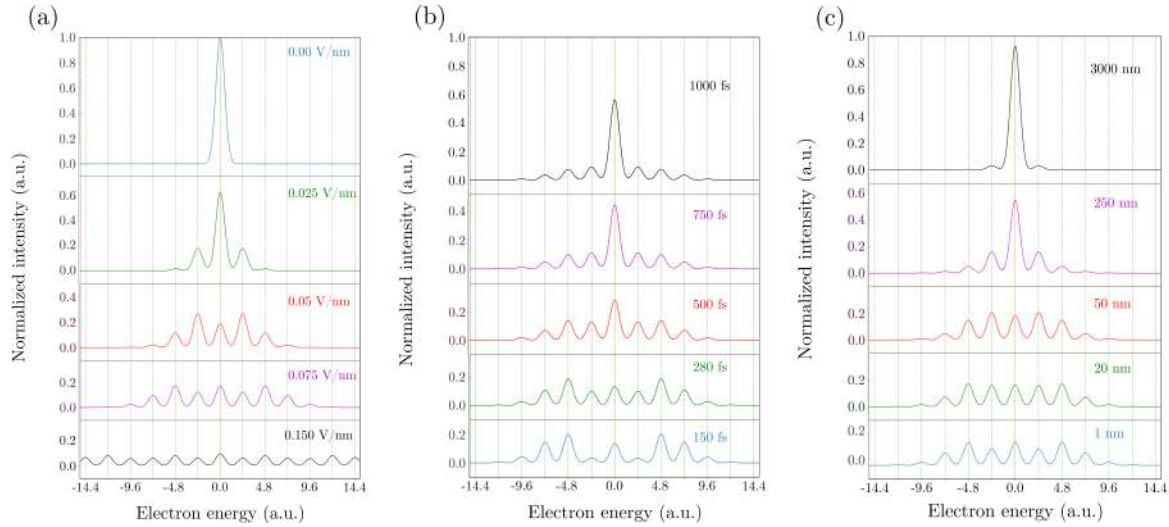 (a)
1.0
0.00 V/nm
0.8
0.6
0.4
0.2
0.0
0.6
0.025 V/nm
0.4
0.2
0.0
0.4
0.05 V/nm
0.2
0.0
0.2
0.075 V/nm
0.0
0.2
0.150 V/nm
0.0
-14.4 -9.6 -4.8 0.0 4.8 9.6 14.4
Electron energy (a.u.)
Normalized intensity (a.u.)
(b)
1.0
0.8
1000 fs
0.6
0.4
0.2
0.0
0.4
750 fs
0.2
0.0
500 fs
0.2
0.0
0.2
280 fs
0.0
0.2
150 fs
0.0
-14.4 -9.6 -4.8 0.0 4.8 9.6 14.4
Electron energy (a.u.)
Normalized intensity (a.u.)
(c)
1.0
3000 nm
0.8
0.6
0.4
0.2
0.0
0.6
250 nm
0.4
0.2
0.0
50 nm
0.2
0.0
0.2
20 nm
0.0
0.2
1 nm
0.0
-14.4 -9.6 -4.8 0.0 4.8 9.6 14.4
Electron energy (a.u.)
Normalized intensity (a.u.)